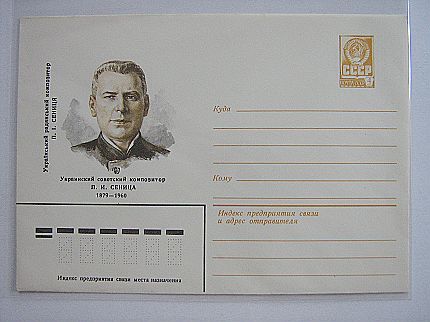 Український радянський композитор
П. І. СЕНИЦЯ
Украинский советский композитор
П. И. СЕНИЦА
1879—1960
Индекс предприятия связи места назначения
СССР
Куда
Кому
Индекс предприятия связи
и адрес отправителя